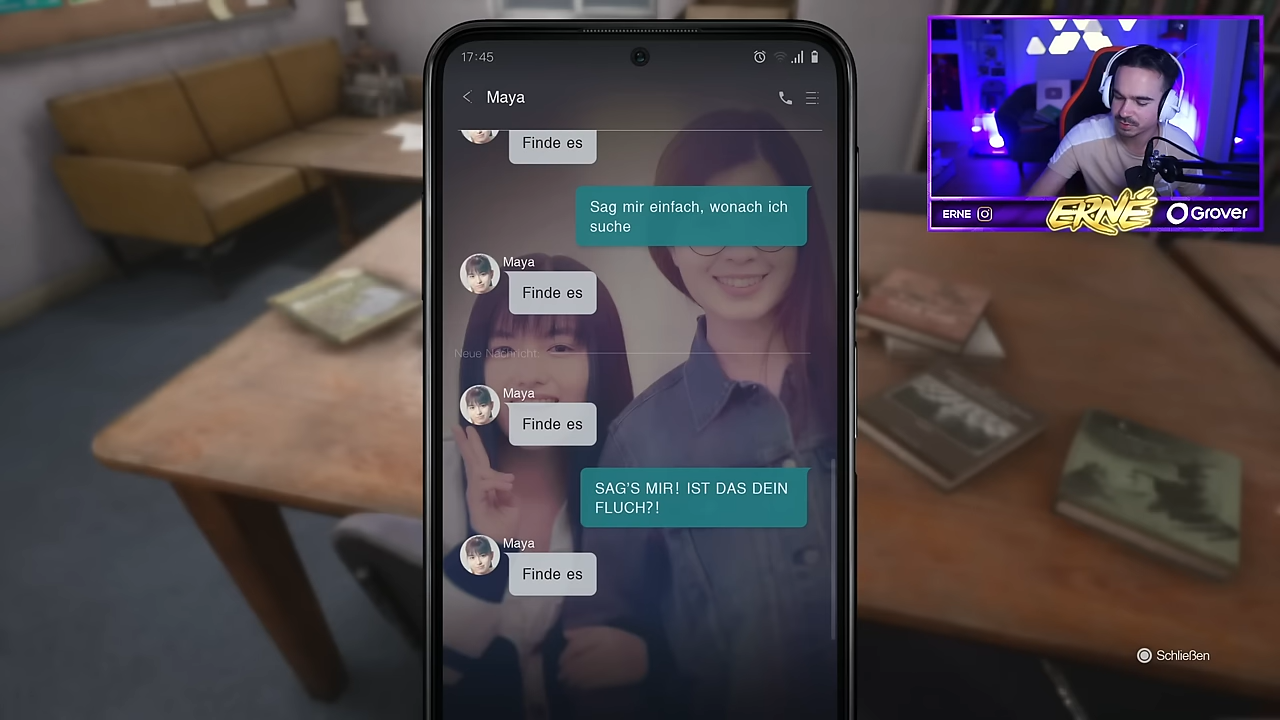 17:45
Maya
Finde es
Sag mir einfach, wonach ich
suche
Maya
Finde es
Neue Nachricht:
Maya
Finde es
SAG'S MIR! IST DAS DEIN
FLUCH?!
Maya
Finde es
ERNE
ERNÉ
Grover
Schließen